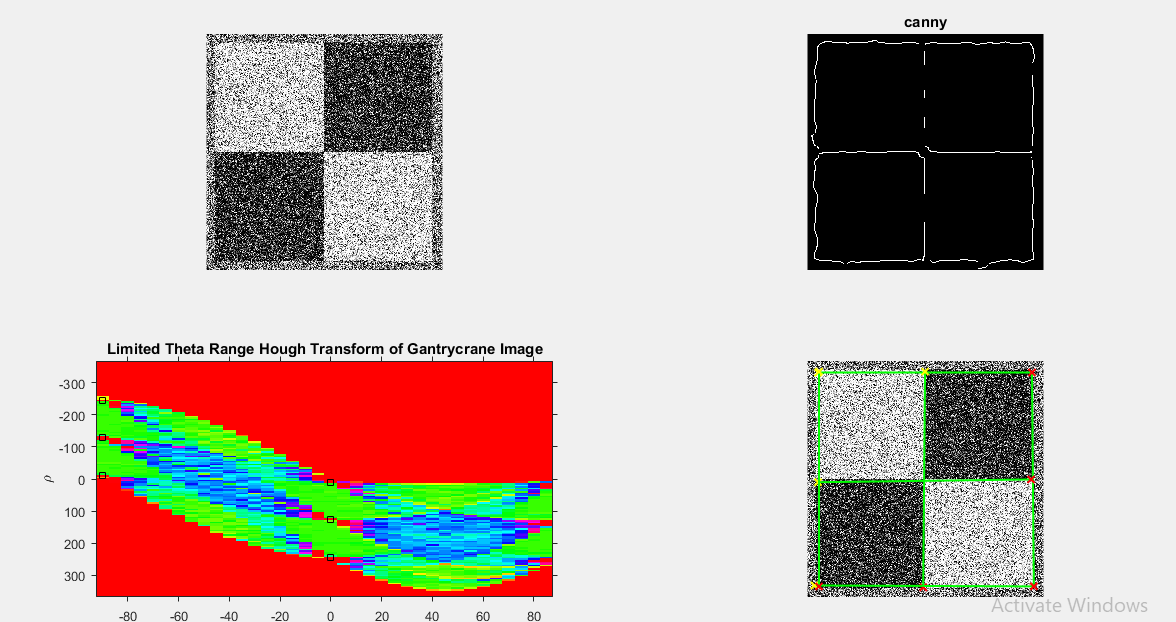 canny
Limited Theta Range Hough Transform of Gantrycrane Image
-300
-200
-100
0
100
200
300
ρ
-80 -60 -40 -20 0 20 40 60 80
Activate Windows